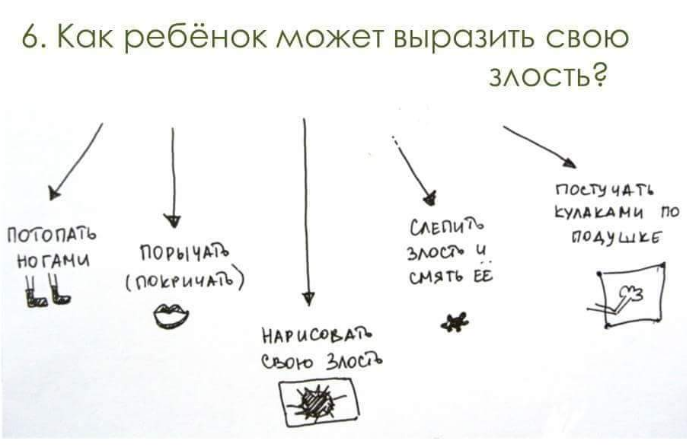 6. Как ребёнок может выразить свою
злость?
ПОТОПАТЬ
НОГАМИ
ПОРЫЧАТЬ
(ПОКРИЧАТЬ)
НАРИСОВАТЬ
СВОЮ ЗЛОСТЬ
СЛЕПИТЬ
ЗЛОСТЬ И
СМЯТЬ ЕЁ
ПОСТУЧАТЬ
КУЛАКАМИ ПО
ПОДУШКЕ